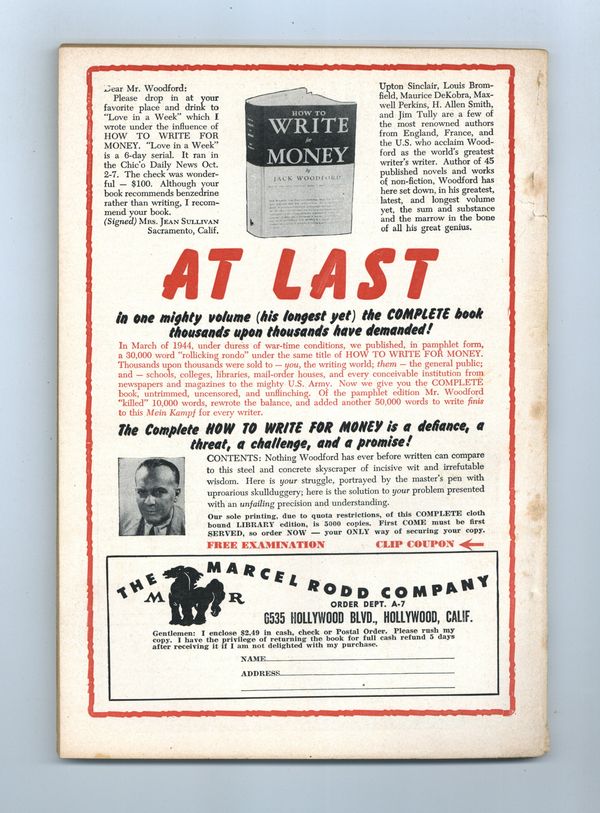 Dear Mr. Woodford:
Please drop in at your
favorite place and drink to
"Love in a Week" which I
wrote under the influence of
HOW TO WRITE FOR
MONEY. "Love in a Week"
is a 6-day serial. It ran in
the Chic'o Daily News Oct.
2-7. The check was wonder-
ful — $100. Although your
book recommends benzedrine
rather than writing, I recom-
mend your book.
(Signed) MRS. JEAN SULLIVAN
Sacramento, Calif.
HOW TO
WRITE
for
MONEY
by
JACK WOODFORD
Upton Sinclair, Louis Brom-
field, Maurice DeKobra, Max-
well Perkins, H. Allen Smith,
and Jim Tully are a few of
the most renowned authors
from England, France, and
the U.S. who acclaim Wood-
ford as the world's greatest
writer's writer. Author of 45
published novels and works
of non-fiction, Woodford has
here set down, in his greatest,
latest, and longest volume
yet, the sum and substance
and the marrow in the bone
of all his great genius.
AT LAST
in one mighty volume (his longest yet) the COMPLETE book
thousands upon thousands have demanded!
In March of 1944, under duress of war-time conditions, we published, in pamphlet form,
a 30,000 word "rollicking rondo" under the same title of HOW TO WRITE FOR MONEY.
Thousands upon thousands were sold to — you, the writing world; them — the general public;
and — schools, colleges, libraries, mail-order houses, and every conceivable institution from
newspapers and magazines to the mighty U.S. Army. Now we give you the COMPLETE
book, untrimmed, uncensored, and unflinching. Of the pamphlet edition Mr. Woodford
"killed" 10,000 words, rewrote the balance, and added another 50,000 words to write finis
to this Mein Kampf for every writer.
The Complete HOW TO WRITE FOR MONEY is a defiance, a
threat, a challenge, and a promise!
CONTENTS: Nothing Woodford has ever before written can compare
to this steel and concrete skyscraper of incisive wit and irrefutable
wisdom. Here is your struggle, portrayed by the master's pen with
uproarious skullduggery; here is the solution to your problem presented
with an unfailing precision and understanding.
Our sole printing, due to quota restrictions, of this COMPLETE cloth
bound LIBRARY edition, is 5000 copies. First COME must be first
SERVED, so order NOW — your ONLY way of securing your copy.
FREE EXAMINATION CLIP COUPON
THE MARCEL RODD COMPANY
M R
ORDER DEPT. A-7
6535 HOLLYWOOD BLVD., HOLLYWOOD, CALIF.
Gentlemen: I enclose $2.49 in cash, check or Postal Order. Please rush my
copy. I have the privilege of returning the book for full cash refund 5 days
after receiving it if I am not delighted with my purchase.
NAME
ADDRESS